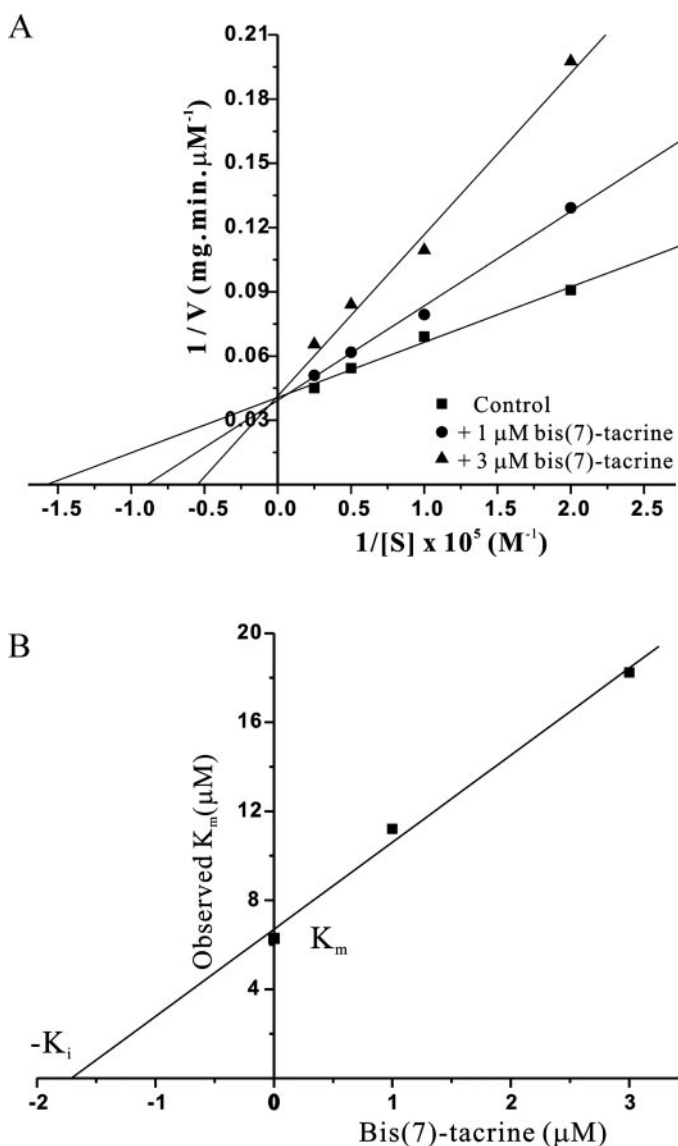 A
0.21
0.18
0.15
0.12
0.09
0.06
0.03
1/V (mg.min.µM⁻¹)
Control
+ 1 µM bis(7)-tacrine
+ 3 µM bis(7)-tacrine
-1.5 -1.0 -0.5 0.0 0.5 1.0 1.5 2.0 2.5
1/[S] x 10⁵ (M⁻¹)
B
20
16
12
8
4
Observed Kₘ(µM)
Kₘ
-Kᵢ
-2 -1 0 1 2 3
Bis(7)-tacrine (µM)